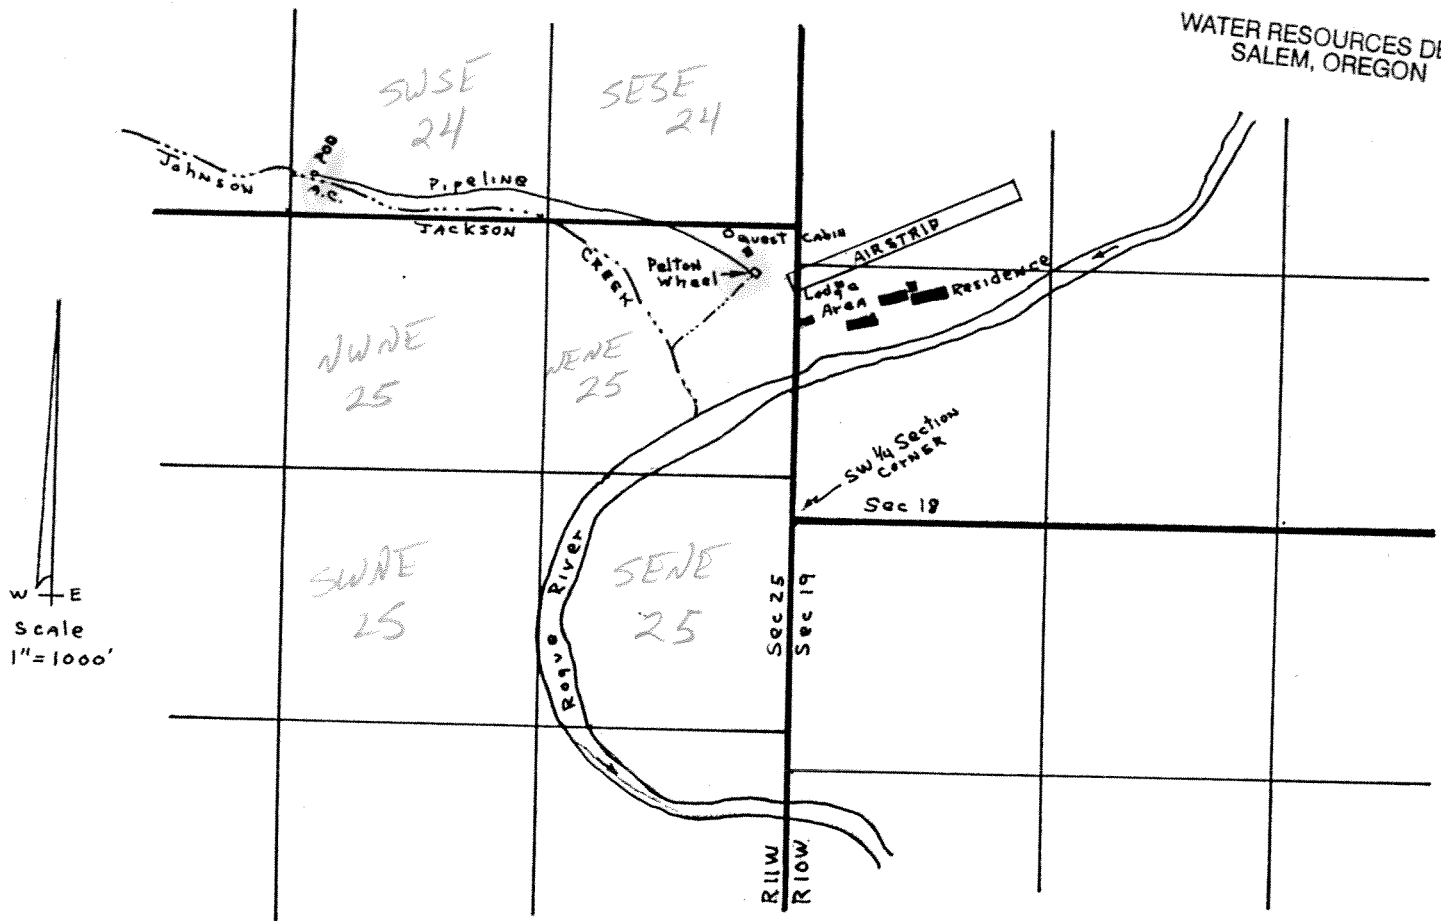 WATER RESOURCES DE
SALEM, OREGON
SWSE
24
SESE
24
POD
Johnson
A.C.
Pipeline
JACKSON
CREEK
Guest Cabin
Pelton
Wheel
AIRSTRIP
Lodge
Area
Residence
NWNE
25
NENE
25
SW 1/4 Section
CORNER
Sec 18
SWNE
25
SENE
25
Rogue River
Sec 25
Sec 19
W E
Scale
1"=1000'
R11W
R10W